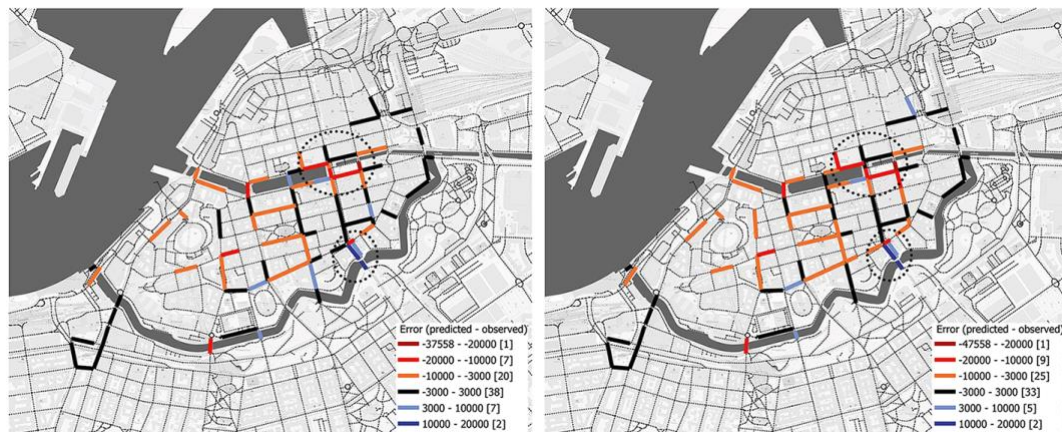 Error (predicted - observed)
-37558 - -20000 [1]
-20000 - -10000 [7]
-10000 - -3000 [20]
-3000 - 3000 [38]
3000 - 10000 [7]
10000 - 20000 [2]
Error (predicted - observed)
-47558 - -20000 [1]
-20000 - -10000 [9]
-10000 - -3000 [25]
-3000 - 3000 [33]
3000 - 10000 [5]
10000 - 20000 [2]